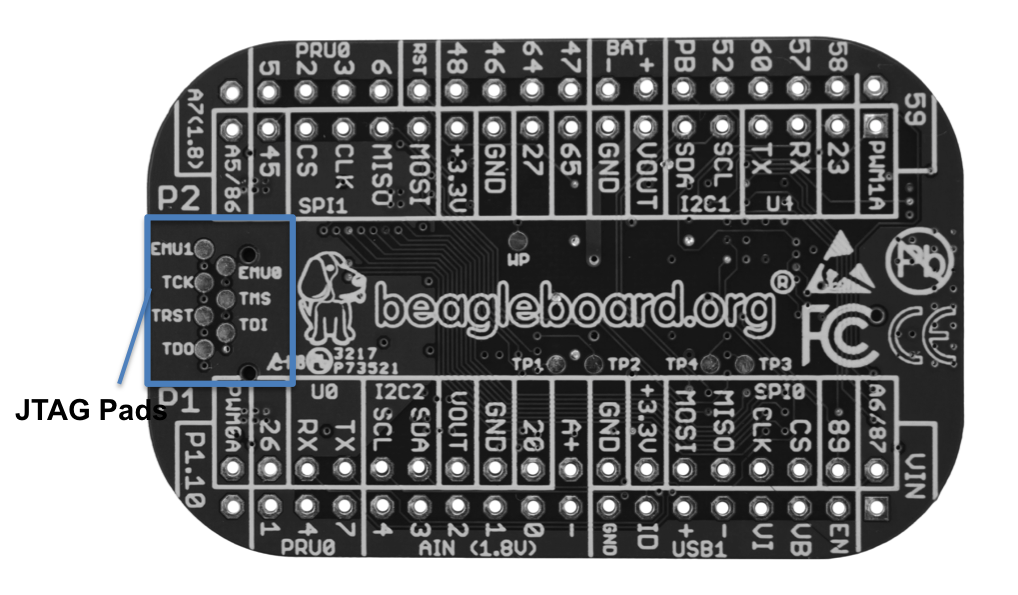 PRU0 RST BAT
5 2 3 6 48 46 64 47 - + PB 52 60 57 58
A7(1.8) 59
A5/86 45 CS CLK MISO MOSI +3.3V GND 27 65 GND VOUT SDA SCL TX RX 23 PWM1A
P2 SPI1 I2C1 U4
EMU1 WP
EMU0
TCK
TMS
TRST
TDI
TDO
beagleboard.org®
Pb
FC CE
3217
P73521
TP1 TP2 TP4 TP3
JTAG Pads
P1 U0 I2C2 SPI0
PWM6A 26 RX TX SCL SDA VOUT GND 20 A+ GND +3.3V MOSI MISO CLK CS 89 A6/87
P1.10 VIN
1 4 7 4 3 2 1 0 - GND ID + - VI VB EN
PRU0 AIN (1.8V) USB1